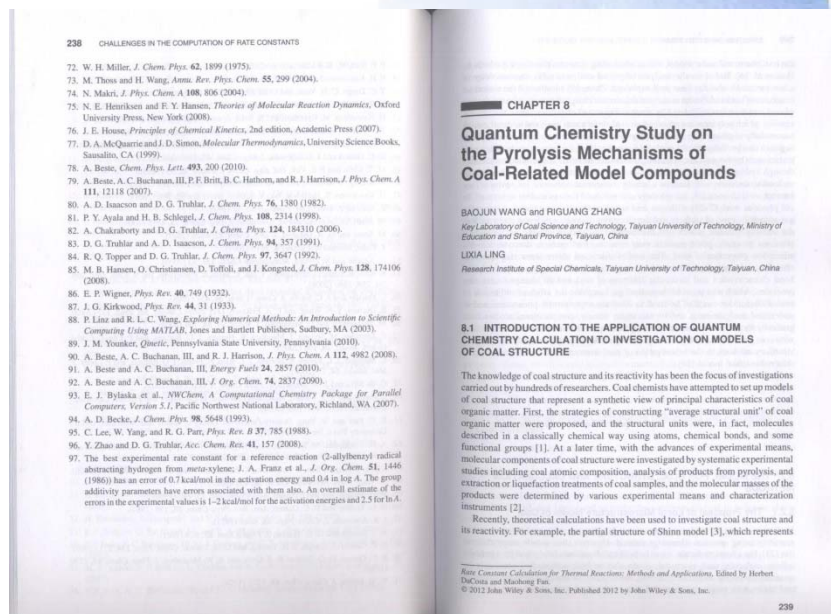 238 CHALLENGES IN THE COMPUTATION OF RATE CONSTANTS
72. W. H. Miller, J. Chem. Phys. 62, 1899 (1975).
73. M. Thoss and H. Wang, Annu. Rev. Phys. Chem. 55, 299 (2004).
74. N. Makri, J. Phys. Chem. A 108, 806 (2004).
75. N. E. Henriksen and F. Y. Hansen, Theories of Molecular Reaction Dynamics, Oxford
University Press, New York (2008).
76. J. E. House, Principles of Chemical Kinetics, 2nd edition, Academic Press (2007).
77. D. A. McQuarrie and J. D. Simon, Molecular Thermodynamics, University Science Books,
Sausalito, CA (1999).
78. A. Beste, Chem. Phys. Lett. 493, 200 (2010).
79. A. Beste, A. C. Buchanan, III, P. F. Britt, B. C. Hathorn, and R. J. Harrison, J. Phys. Chem. A
111, 12118 (2007).
80. A. D. Isaacson and D. G. Truhlar, J. Chem. Phys. 76, 1380 (1982).
81. P. Y. Ayala and H. B. Schlegel, J. Chem. Phys. 108, 2314 (1998).
82. A. Chakraborty and D. G. Truhlar, J. Chem. Phys. 124, 184310 (2006).
83. D. G. Truhlar and A. D. Isaacson, J. Chem. Phys. 94, 357 (1991).
84. R. Q. Topper and D. G. Truhlar, J. Chem. Phys. 97, 3647 (1992).
85. M. B. Hansen, O. Christiansen, D. Toffoli, and J. Kongsted, J. Chem. Phys. 128, 174106
(2008).
86. E. P. Wigner, Phys. Rev. 40, 749 (1932).
87. J. G. Kirkwood, Phys. Rev. 44, 31 (1933).
88. P. Linz and R. L. C. Wang, Exploring Numerical Methods: An Introduction to Scientific
Computing Using MATLAB, Jones and Bartlett Publishers, Sudbury, MA (2003).
89. J. M. Younker, Qinetic, Pennsylvania State University, Pennsylvania (2010).
90. A. Beste, A. C. Buchanan, III, and R. J. Harrison, J. Phys. Chem. A 112, 4982 (2008).
91. A. Beste and A. C. Buchanan, III, Energy Fuels 24, 2857 (2010).
92. A. Beste and A. C. Buchanan, III, J. Org. Chem. 74, 2837 (2090).
93. E. J. Bylaska et al., NWChem, A Computational Chemistry Package for Parallel
Computers, Version 5.1, Pacific Northwest National Laboratory, Richland, WA (2007).
94. A. D. Becke, J. Chem. Phys. 98, 5648 (1993).
95. C. Lee, W. Yang, and R. G. Parr, Phys. Rev. B 37, 785 (1988).
96. Y. Zhao and D. G. Truhlar, Acc. Chem. Res. 41, 157 (2008).
97. The best experimental rate constant for a reference reaction (2-allylbenzyl radical
abstracting hydrogen from meta-xylene; J. A. Franz et al., J. Org. Chem. 51, 1446
(1986)) has an error of 0.7 kcal/mol in the activation energy and 0.4 in log A. The group
additivity parameters have errors associated with them also. An overall estimate of the
errors in the experimental values is 1–2 kcal/mol for the activation energies and 2.5 for ln A.
CHAPTER 8
Quantum Chemistry Study on
the Pyrolysis Mechanisms of
Coal-Related Model Compounds
BAOJUN WANG and RIGUANG ZHANG
Key Laboratory of Coal Science and Technology, Taiyuan University of Technology, Ministry of
Education and Shanxi Province, Taiyuan, China
LIXIA LING
Research Institute of Special Chemicals, Taiyuan University of Technology, Taiyuan, China
8.1 INTRODUCTION TO THE APPLICATION OF QUANTUM
CHEMISTRY CALCULATION TO INVESTIGATION ON MODELS
OF COAL STRUCTURE
The knowledge of coal structure and its reactivity has been the focus of investigations
carried out by hundreds of researchers. Coal chemists have attempted to set up models
of coal structure that represent a synthetic view of principal characteristics of coal
organic matter. First, the strategies of constructing “average structural unit” of coal
organic matter were proposed, and the structural units were, in fact, molecules
described in a classically chemical way using atoms, chemical bonds, and some
functional groups [1]. At a later time, with the advances of experimental means,
molecular components of coal structure were investigated by systematic experimental
studies including coal atomic composition, analysis of products from pyrolysis, and
extraction or liquefaction treatments of coal samples, and the molecular masses of the
products were determined by various experimental means and characterization
instruments [2].
Recently, theoretical calculations have been used to investigate coal structure and
its reactivity. For example, the partial structure of Shinn model [3], which represents
Rate Constant Calculation for Thermal Reactions: Methods and Applications, Edited by Herbert
DaCosta and Maohong Fan.
© 2012 John Wiley & Sons, Inc. Published 2012 by John Wiley & Sons, Inc.
239